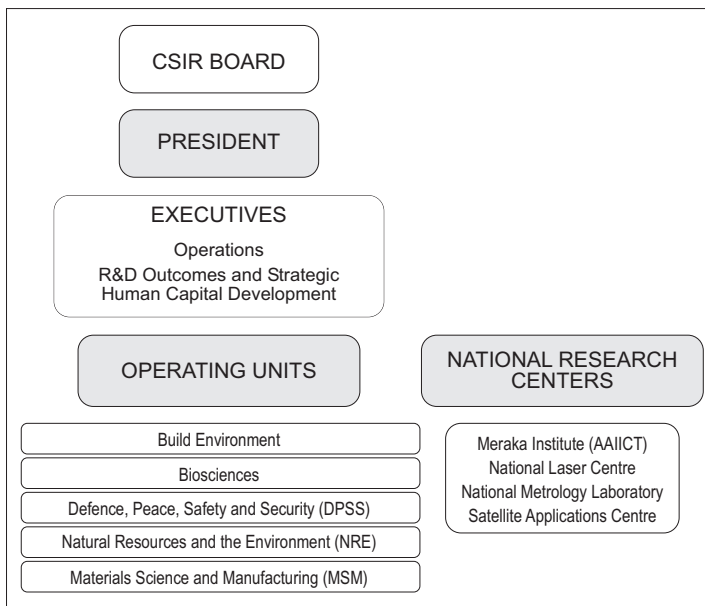 CSIR BOARD
PRESIDENT
EXECUTIVES
Operations
R&D Outcomes and Strategic
Human Capital Development
OPERATING UNITS
Build Environment
Biosciences
Defence, Peace, Safety and Security (DPSS)
Natural Resources and the Environment (NRE)
Materials Science and Manufacturing (MSM)
NATIONAL RESEARCH
CENTERS
Meraka Institute (AAIICT)
National Laser Centre
National Metrology Laboratory
Satellite Applications Centre